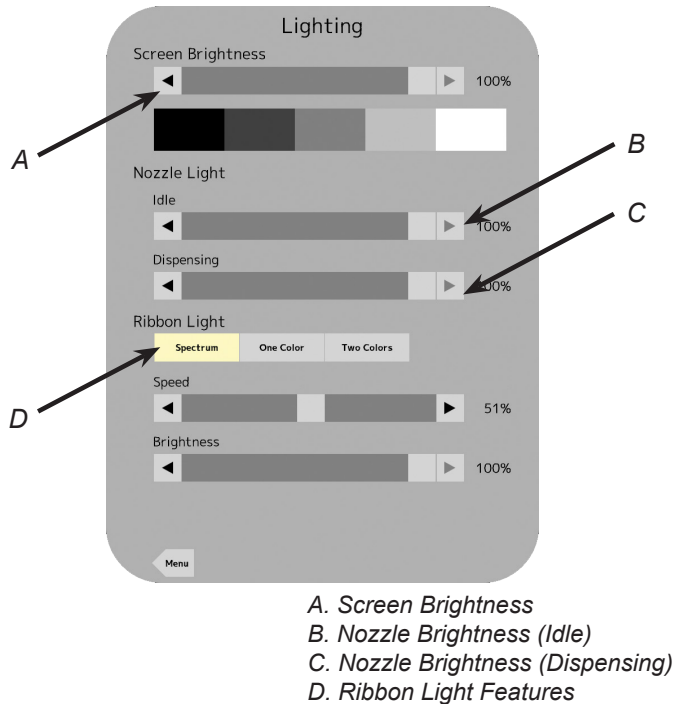 Lighting
Screen Brightness
100%
A
Nozzle Light
B
Idle
100%
C
Dispensing
Ribbon Light
Spectrum One Color Two Colors
Speed
D
51%
Brightness
100%
Menu
A. Screen Brightness
B. Nozzle Brightness (Idle)
C. Nozzle Brightness (Dispensing)
D. Ribbon Light Features